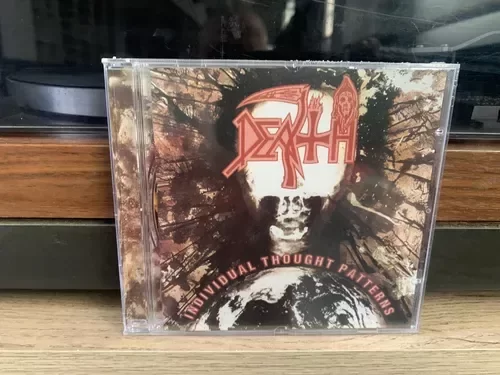 DEATH
INDIVIDUAL THOUGHT PATTERNS